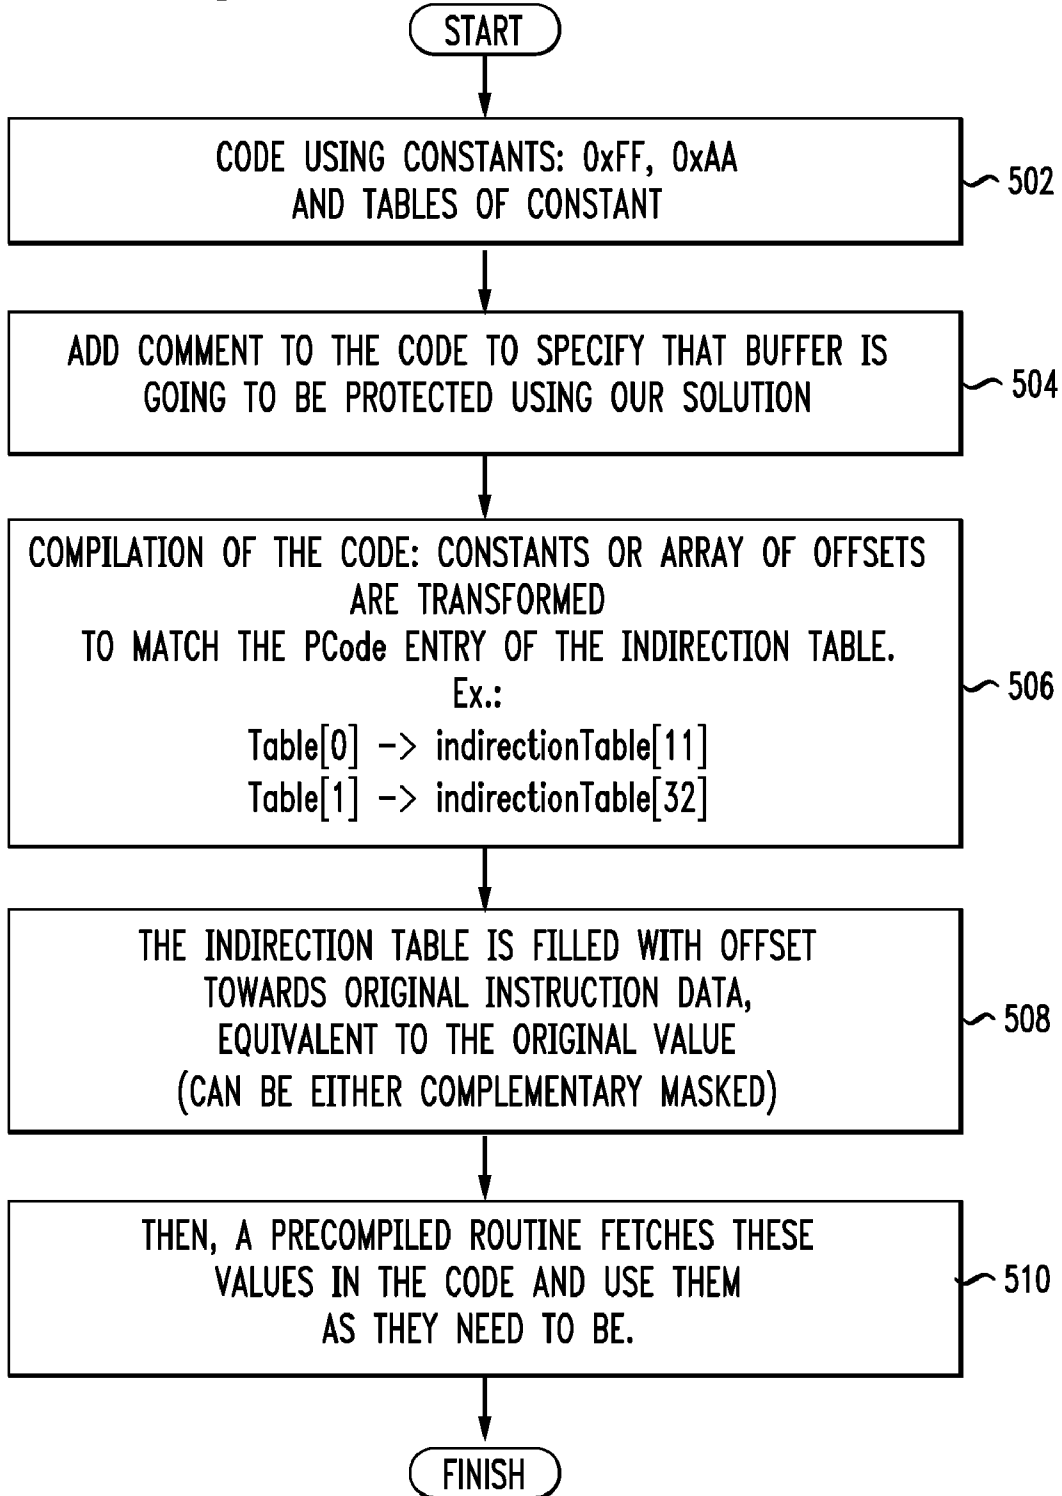 START
CODE USING CONSTANTS: 0xFF, 0xAA
AND TABLES OF CONSTANT
502
ADD COMMENT TO THE CODE TO SPECIFY THAT BUFFER IS
GOING TO BE PROTECTED USING OUR SOLUTION
504
COMPILATION OF THE CODE: CONSTANTS OR ARRAY OF OFFSETS
ARE TRANSFORMED
TO MATCH THE PCode ENTRY OF THE INDIRECTION TABLE.
Ex.:
Table[0] -> indirectionTable[11]
Table[1] -> indirectionTable[32]
506
THE INDIRECTION TABLE IS FILLED WITH OFFSET
TOWARDS ORIGINAL INSTRUCTION DATA,
EQUIVALENT TO THE ORIGINAL VALUE
(CAN BE EITHER COMPLEMENTARY MASKED)
508
THEN, A PRECOMPILED ROUTINE FETCHES THESE
VALUES IN THE CODE AND USE THEM
AS THEY NEED TO BE.
510
FINISH